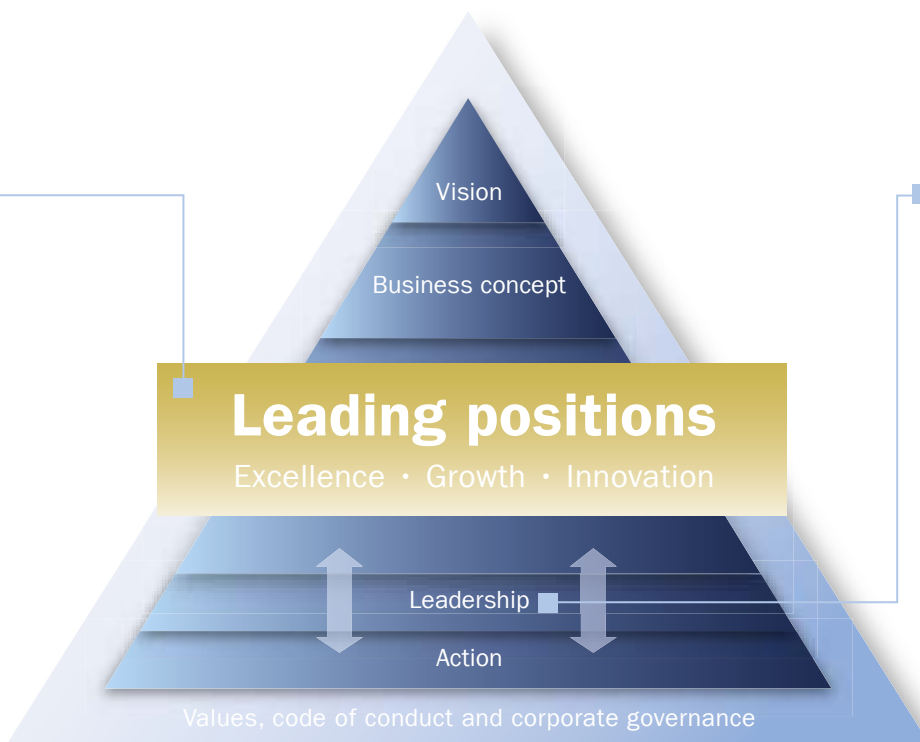 Vision
Business concept
Leading positions
Excellence • Growth • Innovation
Leadership
Action
Values, code of conduct and corporate governance